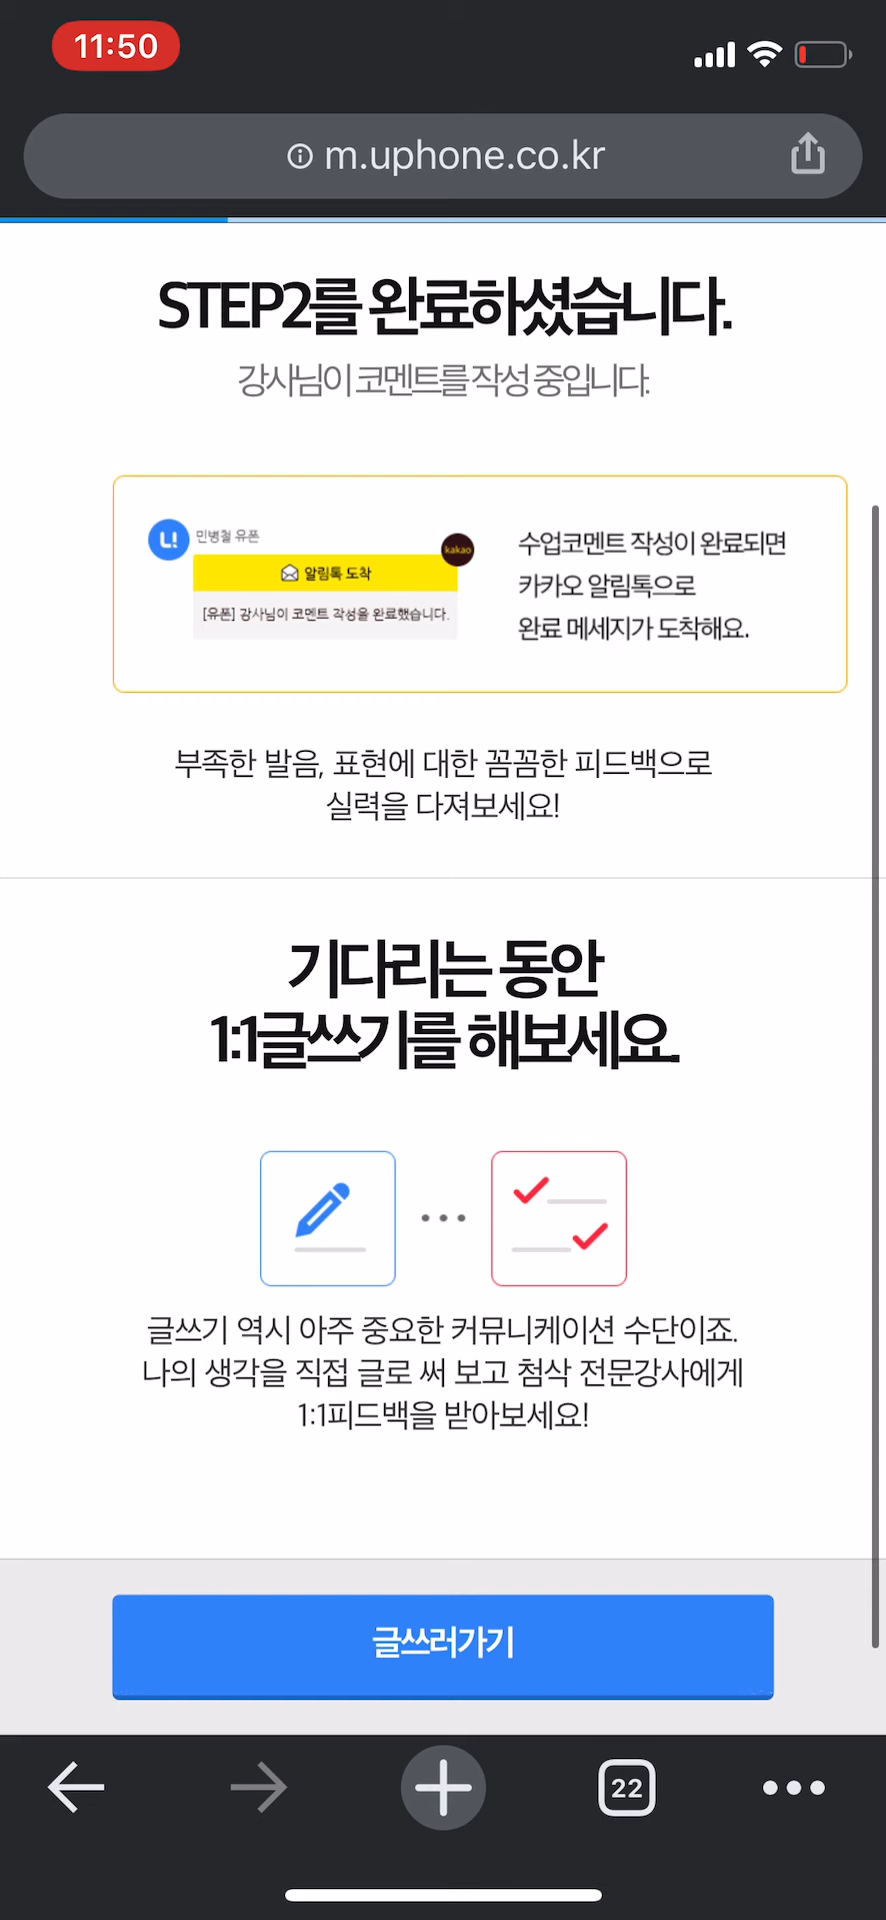 11:50
m.uphone.co.kr
STEP2를 완료하셨습니다.
강사님이 코멘트를 작성 중입니다.
민병철 유폰
kakao
알림톡 도착
[유폰] 강사님이 코멘트 작성을 완료했습니다.
수업코멘트 작성이 완료되면
카카오 알림톡으로
완료 메세지가 도착해요.
부족한 발음, 표현에 대한 꼼꼼한 피드백으로
실력을 다져보세요!
기다리는 동안
1:1글쓰기를 해보세요.
글쓰기 역시 아주 중요한 커뮤니케이션 수단이죠.
나의 생각을 직접 글로 써 보고 첨삭 전문강사에게
1:1피드백을 받아보세요!
글쓰러가기
22